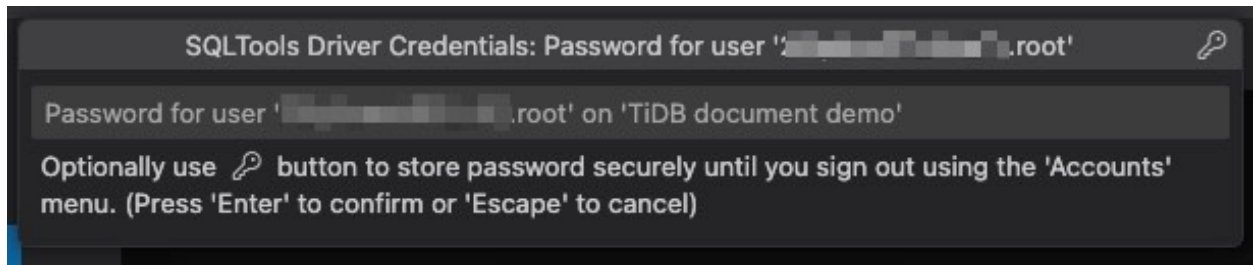 SQLTools Driver Credentials: Password for user '.root'
Password for user '.root' on 'TiDB document demo'
Optionally use button to store password securely until you sign out using the 'Accounts'
menu. (Press 'Enter' to confirm or 'Escape' to cancel)